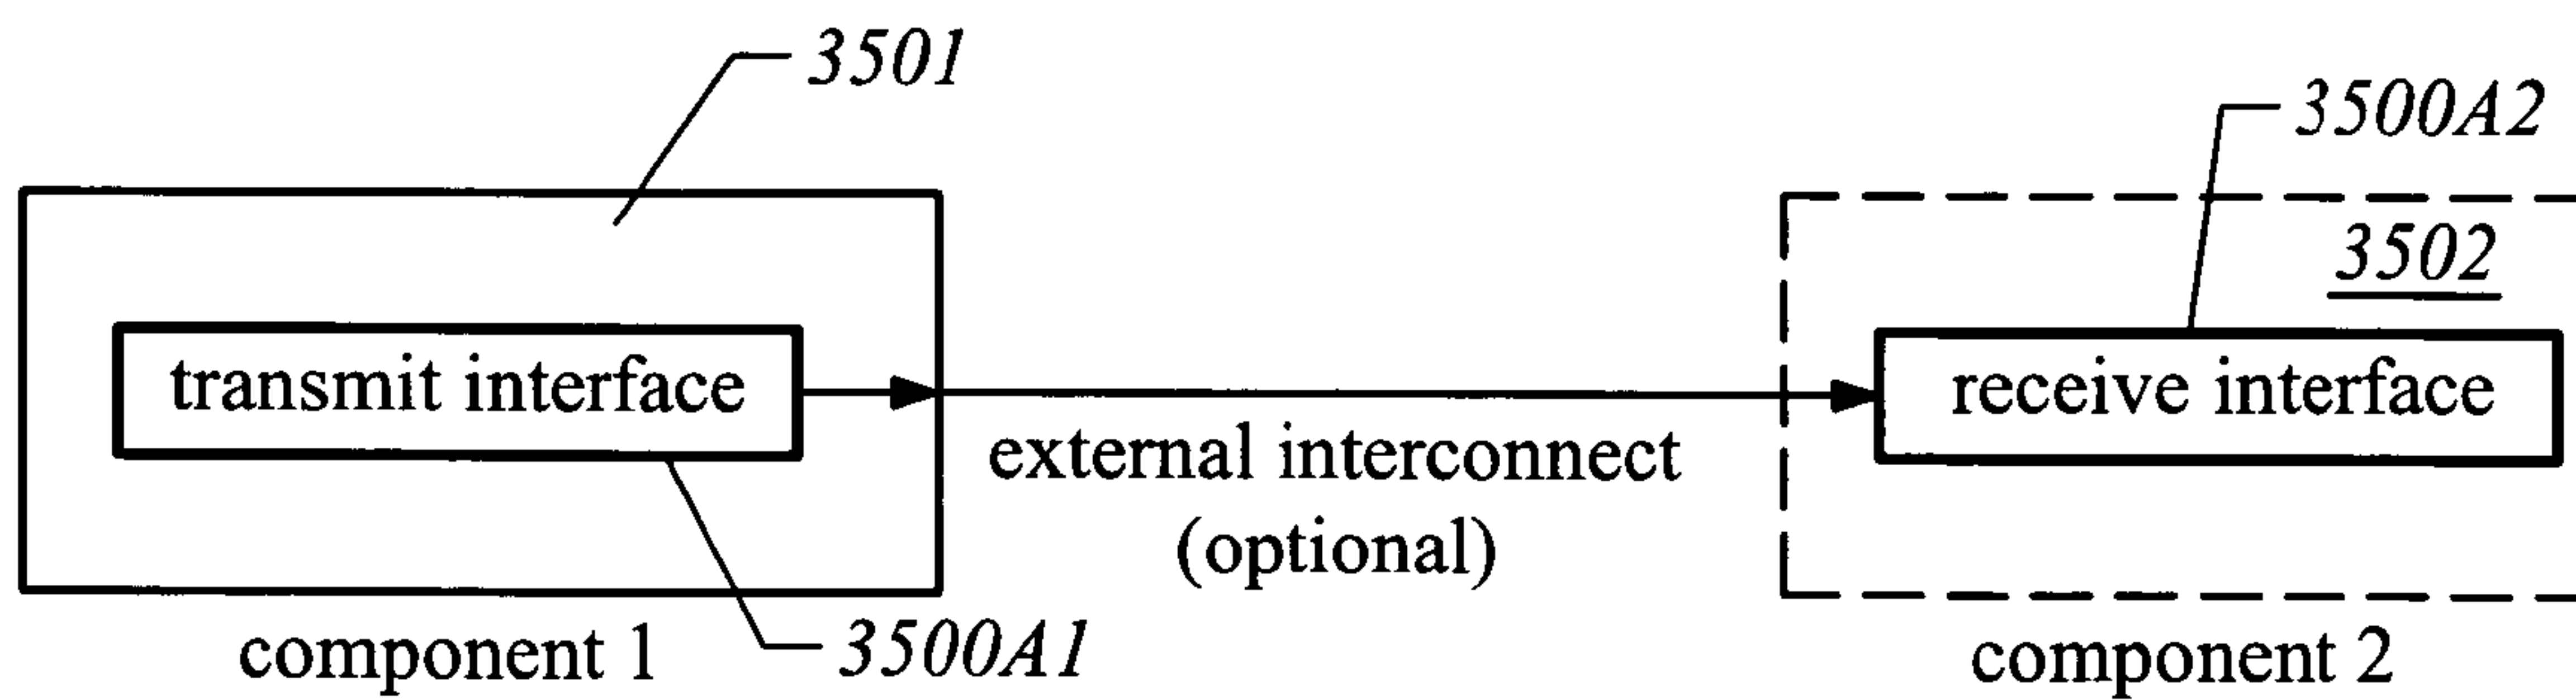 3501
3500A2
3502
transmit interface
receive interface
external interconnect
(optional)
component 1
3500A1
component 2